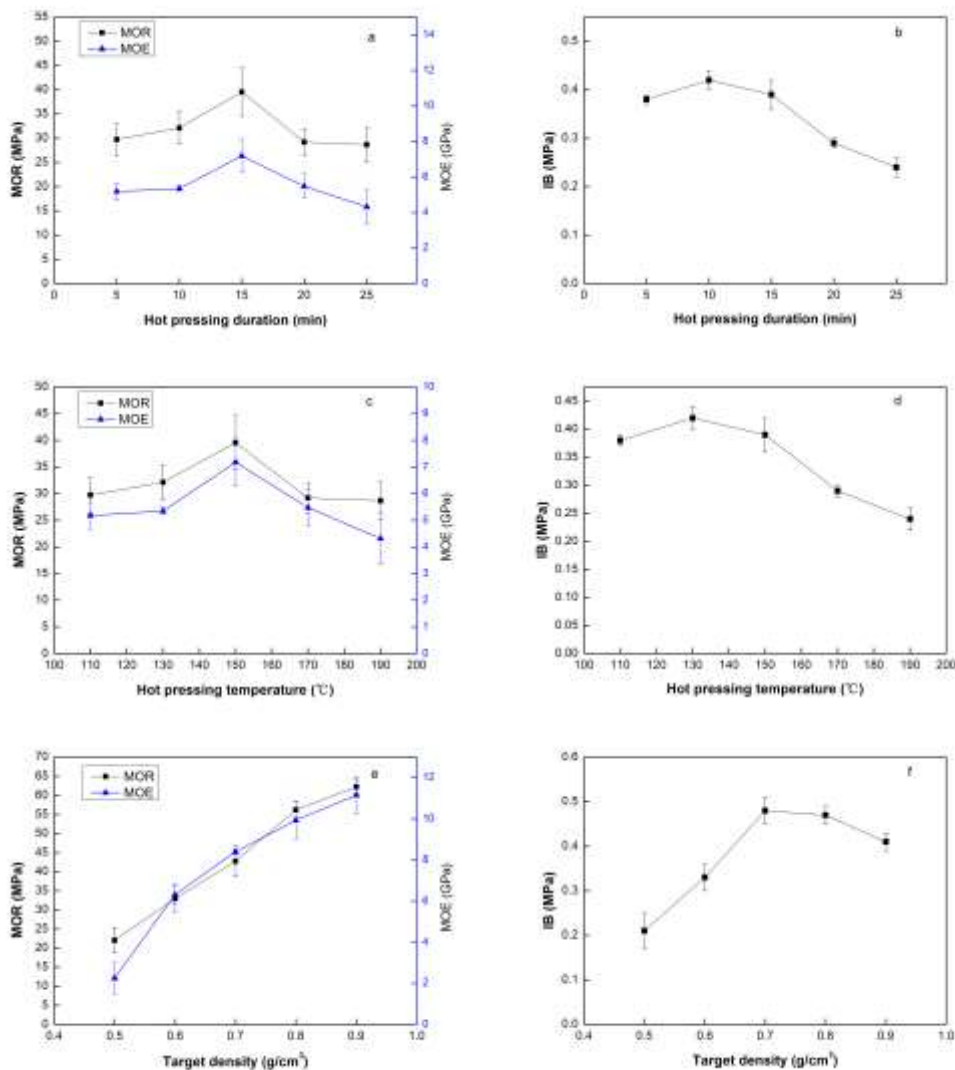 MOR
MOE
a
55
50
45
40
35
30
25
20
15
10
5
0
MOR (MPa)
14
12
10
8
6
4
2
0
MOE (GPa)
0 5 10 15 20 25
Hot pressing duration (min)
b
0.5
0.4
0.3
0.2
0.1
0.0
IB (MPa)
0 5 10 15 20 25
Hot pressing duration (min)
MOR
MOE
c
50
45
40
35
30
25
20
15
10
5
0
MOR (MPa)
10
9
8
7
6
5
4
3
2
1
0
MOE (GPa)
100 110 120 130 140 150 160 170 180 190 200
Hot pressing temperature (℃)
d
0.45
0.40
0.35
0.30
0.25
0.20
0.15
0.10
0.05
0.00
IB (MPa)
100 110 120 130 140 150 160 170 180 190 200
Hot pressing temperature (℃)
MOR
MOE
e
70
65
60
55
50
45
40
35
30
25
20
15
10
5
0
MOR (MPa)
12
10
8
6
4
2
0
MOE (GPa)
0.4 0.5 0.6 0.7 0.8 0.9 1.0
Target density (g/cm³)
f
0.6
0.5
0.4
0.3
0.2
0.1
0.0
IB (MPa)
0.4 0.5 0.6 0.7 0.8 0.9 1.0
Target density (g/cm³)